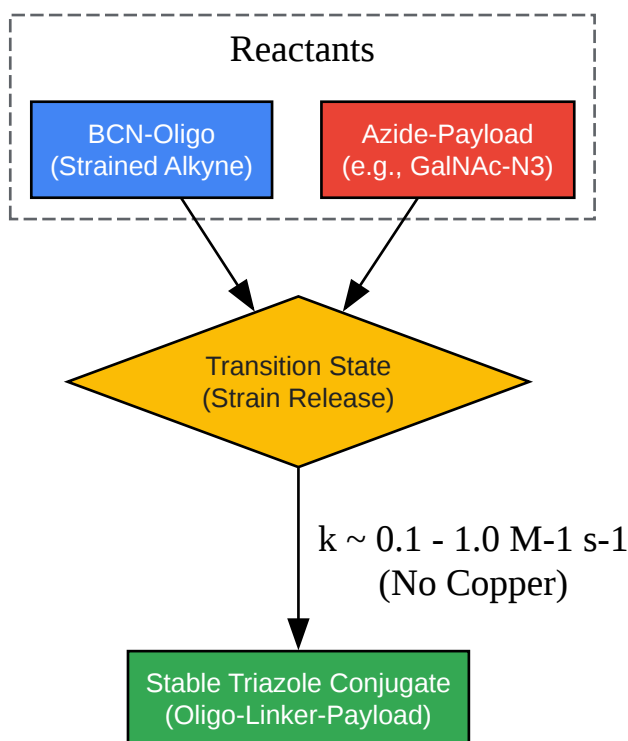 Reactants
BCN-Oligo
(Strained Alkyne)
Azide-Payload
(e.g., GalNAc-N3)
Transition State
(Strain Release)
k ~ 0.1 - 1.0 M-1 s-1
(No Copper)
Stable Triazole Conjugate
(Oligo-Linker-Payload)